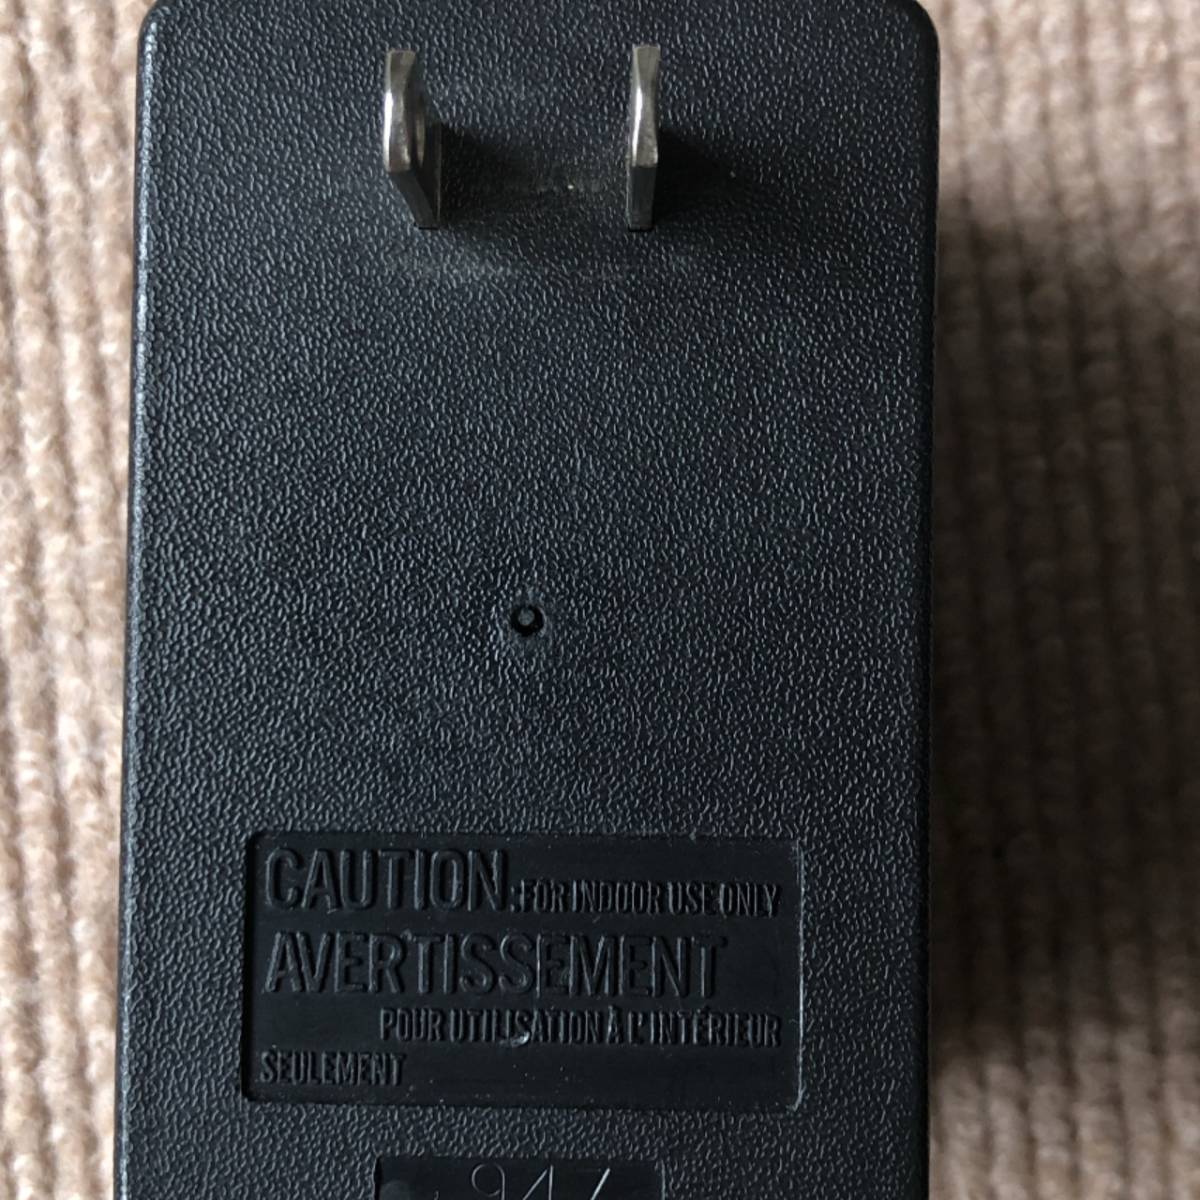 CAUTION:FOR INDOOR USE ONLY
AVERTISSEMENT
POUR UTILISATION À L'INTÉRIEUR
SEULEMENT